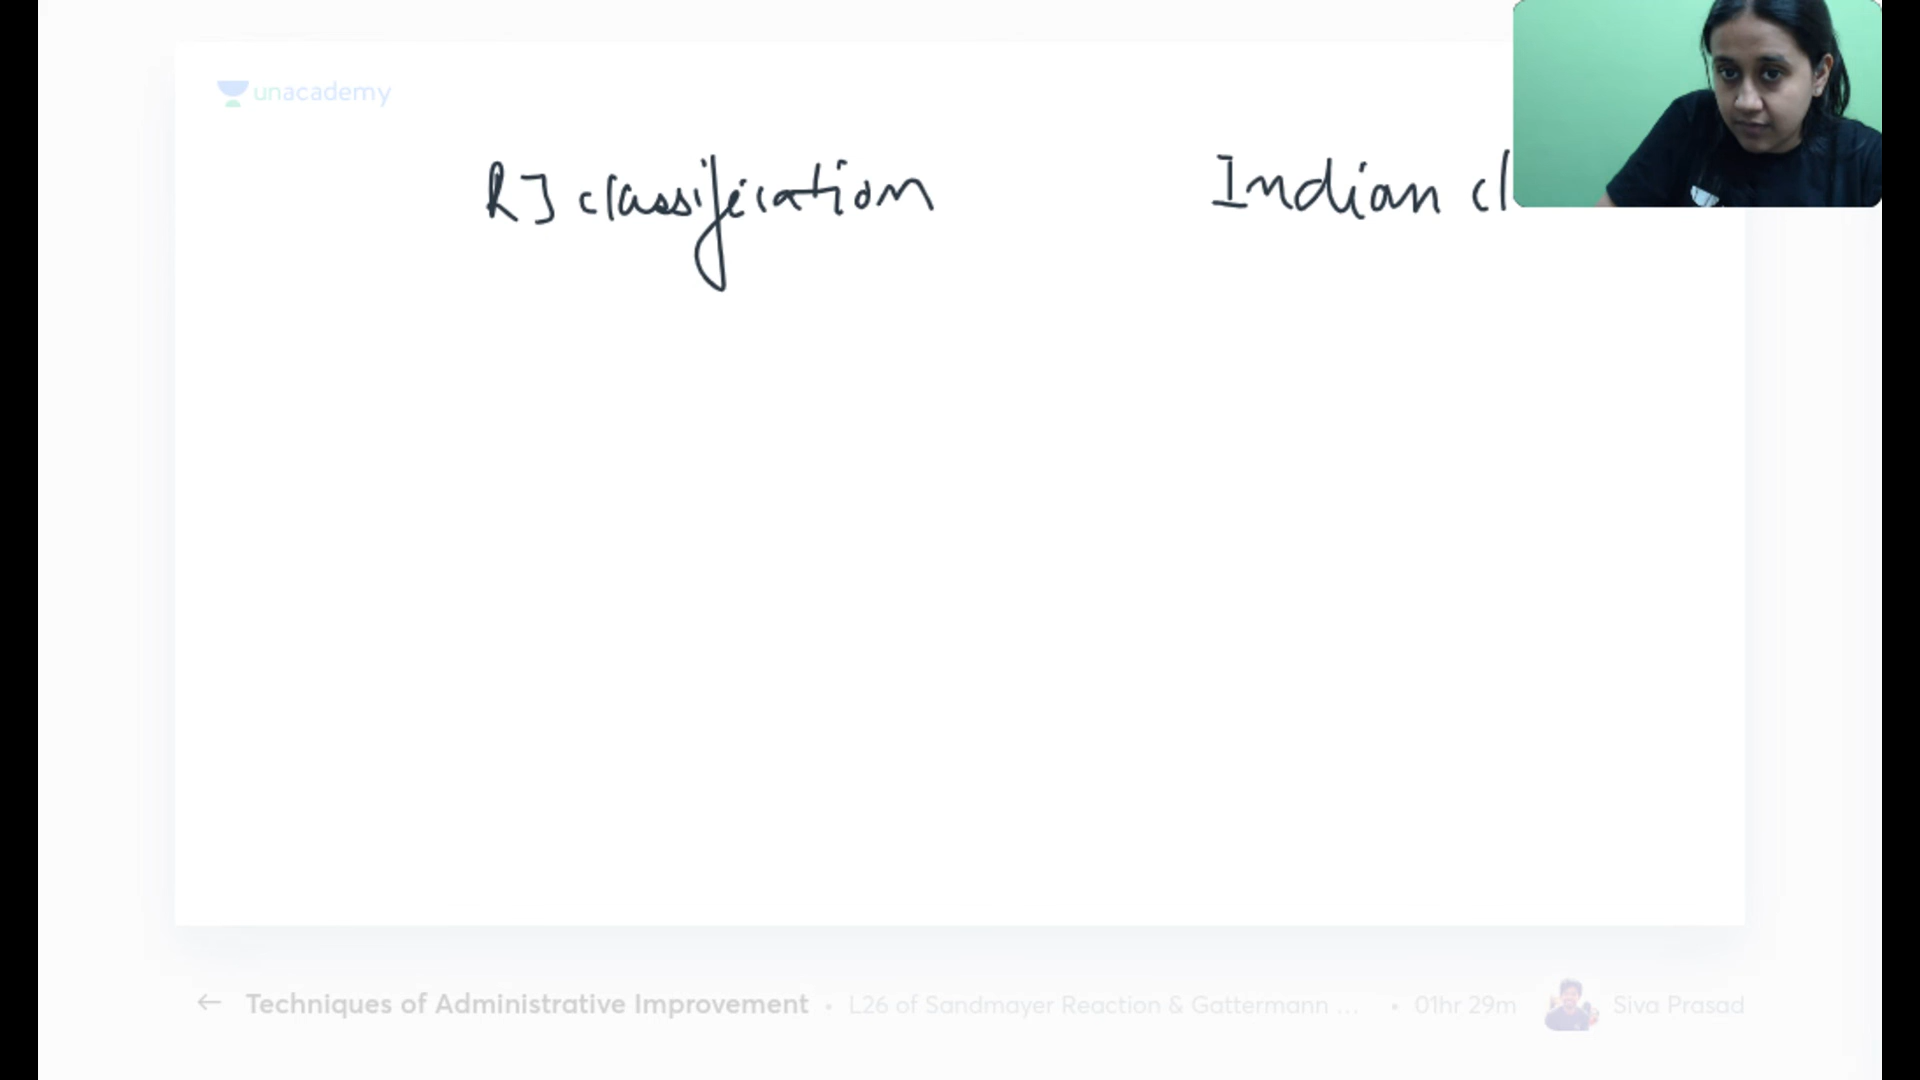 unacademy
RJ classification Indian cl
← Techniques of Administrative Improvement • L26 of Sandmayer Reaction & Gattermann ... • 01hr 29m Siva Prasad